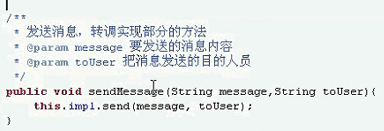 /**
* 发送消息，转调实现部分的方法
* @param message 要发送的消息内容
* @param toUser 把消息发送的目的人员
*/
public void sendMessage(String message,String toUser){
this.impl.send(message, toUser);
}